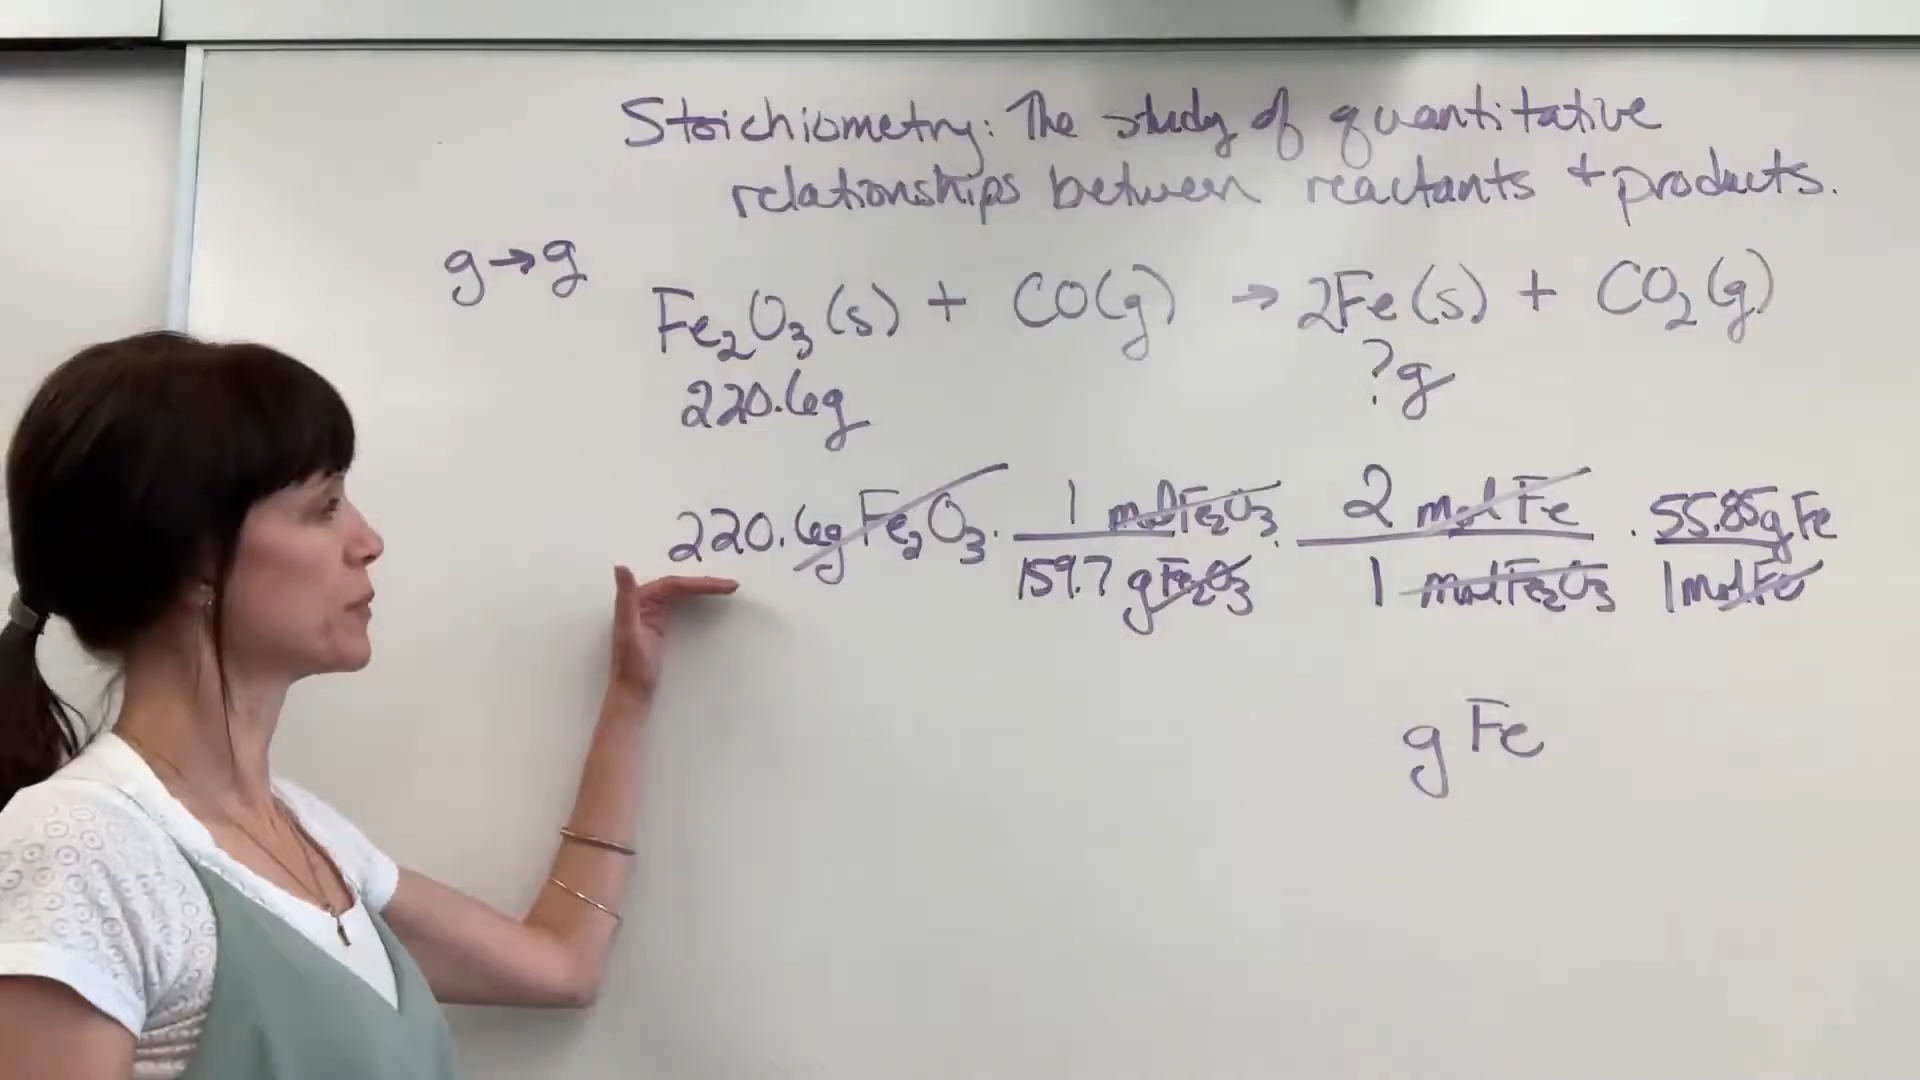 Stoichiometry: The study of quantitative
relationships between reactants + products.
g → g
Fe₂O₃(s) + CO(g) → 2Fe(s) + CO₂(g)
220.6g ?g
220.6g Fe₂O₃ · 1 mol Fe₂O₃ / 159.7 g Fe₂O₃ · 2 mol Fe / 1 mol Fe₂O₃ · 55.85g Fe / 1 mol Fe
g Fe